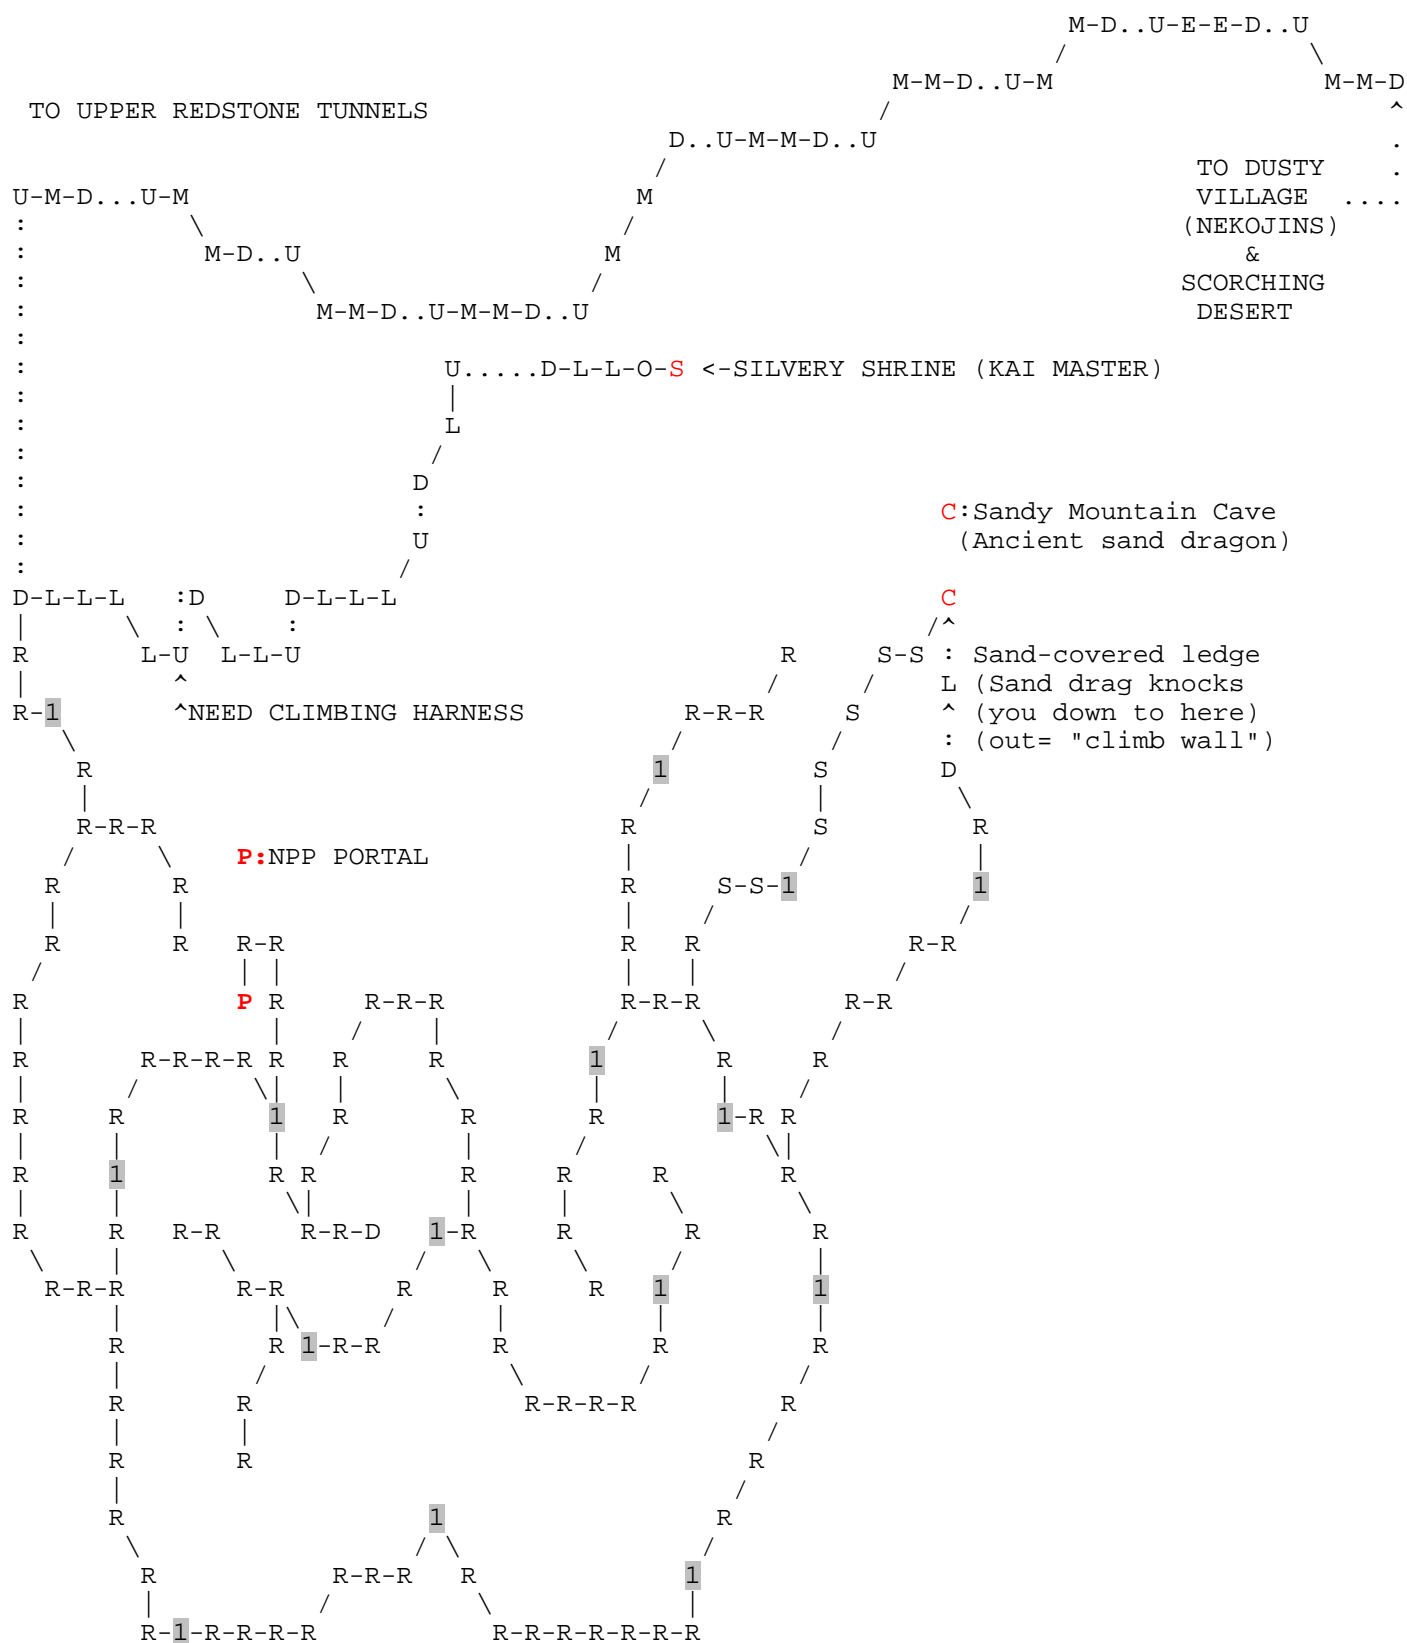 M-D..U-E-E-D..U
/ \
M-M-D..U-M M-M-D
TO UPPER REDSTONE TUNNELS / ^
D..U-M-M-D..U .
/ TO DUSTY .
U-M-D...U-M M VILLAGE ....
: \ / (NEKOJINS)
: M-D..U M &
: \ / SCORCHING
: M-M-D..U-M-M-D..U DESERT
:
: U.....D-L-L-O-S <-SILVERY SHRINE (KAI MASTER)
: |
: L
: /
: D
: : C:Sandy Mountain Cave
: U (Ancient sand dragon)
: /
D-L-L-L :D D-L-L-L C
| \ : \ : /^
R L-U L-L-U R S-S : Sand-covered ledge
| ^ / / L (Sand drag knocks
R-1 ^NEED CLIMBING HARNESS R-R-R S ^ (you down to here)
\ / / : (out= "climb wall")
R 1 S D
| / | \
R-R-R R S R
/ \ P:NPP PORTAL | / |
R R R S-S-1 1
| | | / /
R R R-R R R R-R
/ | | | | /
R P R R-R-R R-R-R R-R
| | / \ / \ /
R R-R-R-R R R R 1 R R
| / \ | | \ | | /
R R 1 R R R 1-R R
| | | / | / \ |
R 1 R R R R R R
| | \ | | | \ \
R R R-R R-R-D 1-R R R R
\ | \ / \ \ / |
R-R-R R-R R R R 1 1
| | \ / | | |
R R 1-R-R R R R
| / \ / /
R R R-R-R-R R
| | /
R R R
| /
R 1 R
\ / \ /
R R-R-R R 1
| / \ |
R-1-R-R-R-R R-R-R-R-R-R-R